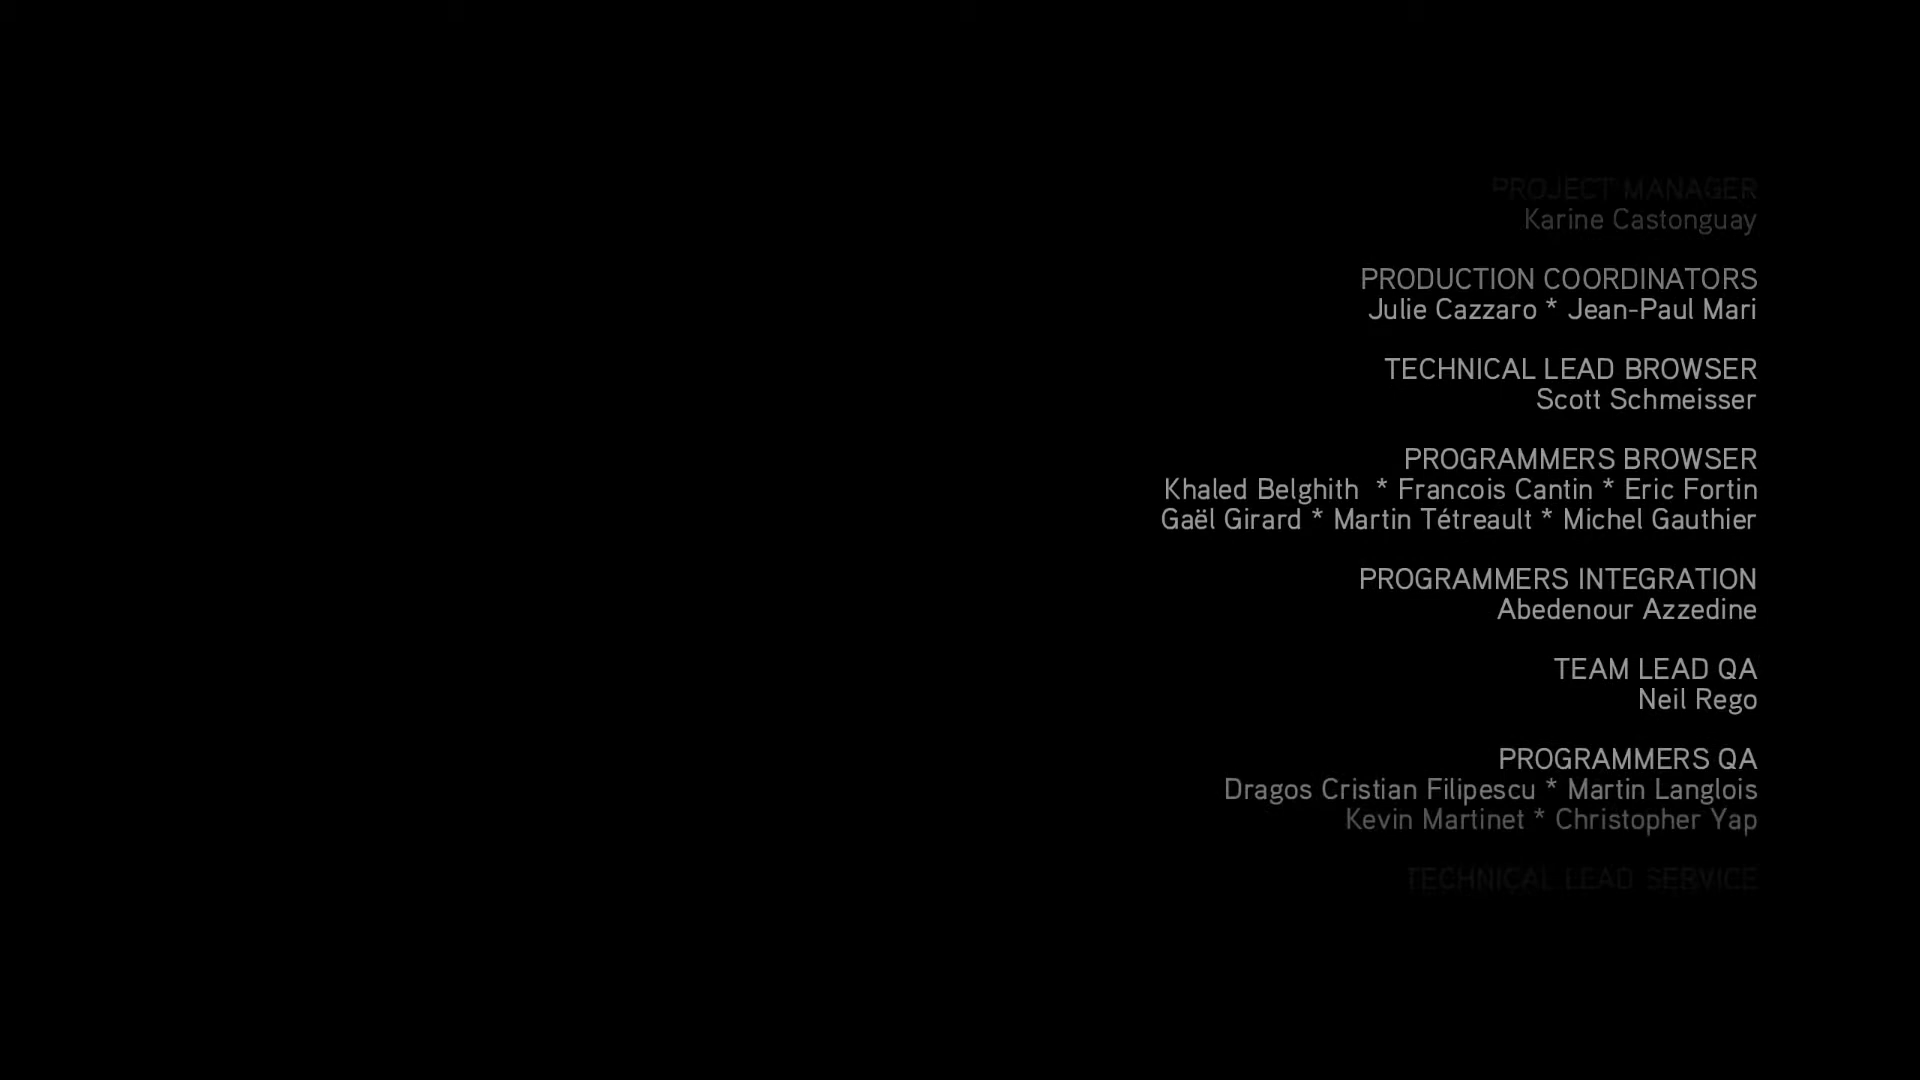 PROJECT MANAGER
Karine Castonguay
PRODUCTION COORDINATORS
Julie Cazzaro * Jean-Paul Mari
TECHNICAL LEAD BROWSER
Scott Schmeisser
PROGRAMMERS BROWSER
Khaled Belghith * Francois Cantin * Eric Fortin
Gaël Girard * Martin Tétreault * Michel Gauthier
PROGRAMMERS INTEGRATION
Abedenour Azzedine
TEAM LEAD QA
Neil Rego
PROGRAMMERS QA
Dragos Cristian Filipescu * Martin Langlois
Kevin Martinet * Christopher Yap
TECHNICAL LEAD SERVICE